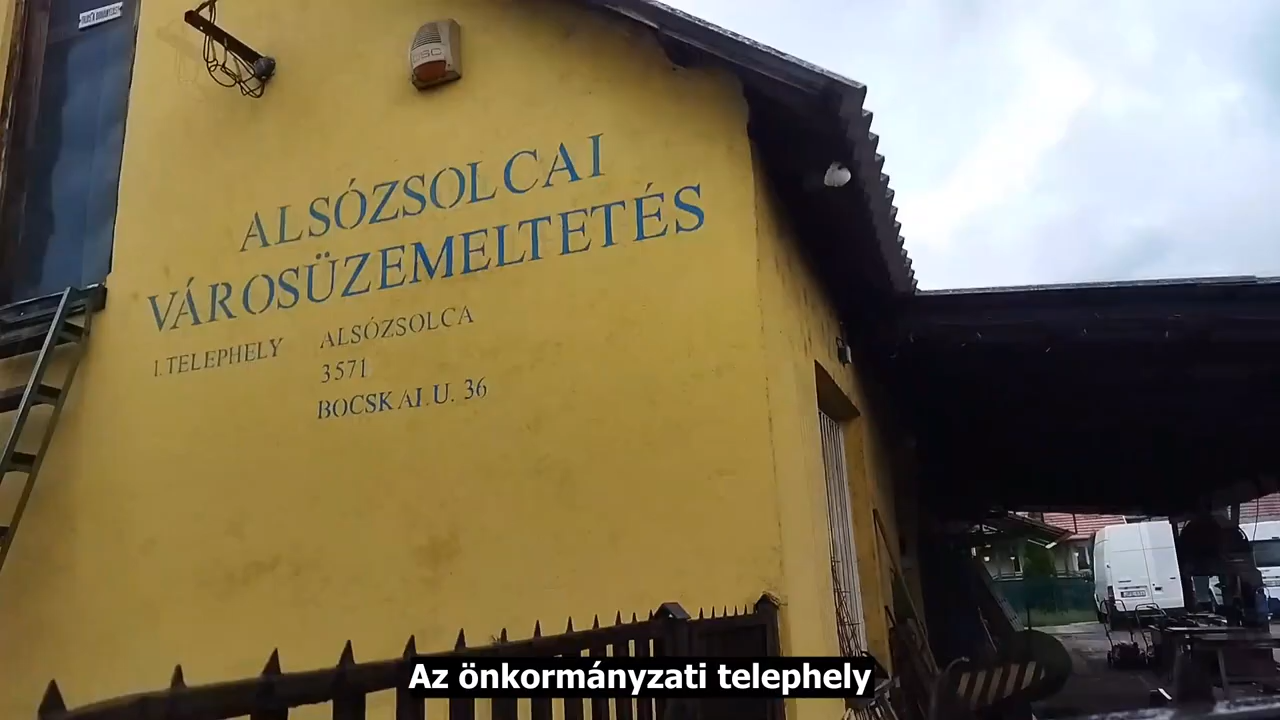 ALSÓZSOLCAI
VÁROSÜZEMELTETÉS
I. TELEPHELY
ALSÓZSOLCA
3571
BOCSKAI. U. 36
Az önkormányzati telephely